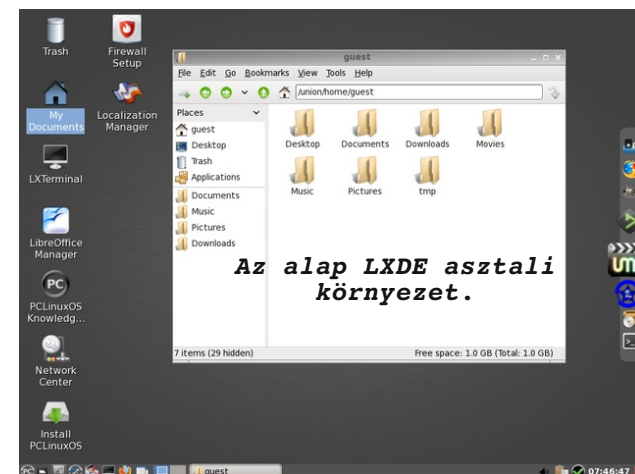 Trash
Firewall
Setup
My
Documents
Localization
Manager
LXTerminal
LibreOffice
Manager
PCLinuxOS
Knowledg...
Network
Center
Install
PCLinuxOS
guest
File Edit Go Bookmarks View Tools Help
/union/home/guest
Places
guest
Desktop
Trash
Applications
Documents
Music
Pictures
Downloads
Desktop Documents Downloads Movies
Music Pictures tmp
Az alap LXDE asztali
környezet.
7 items (29 hidden) Free space: 1.0 GB (Total: 1.0 GB)
PC
guest
07:46:47